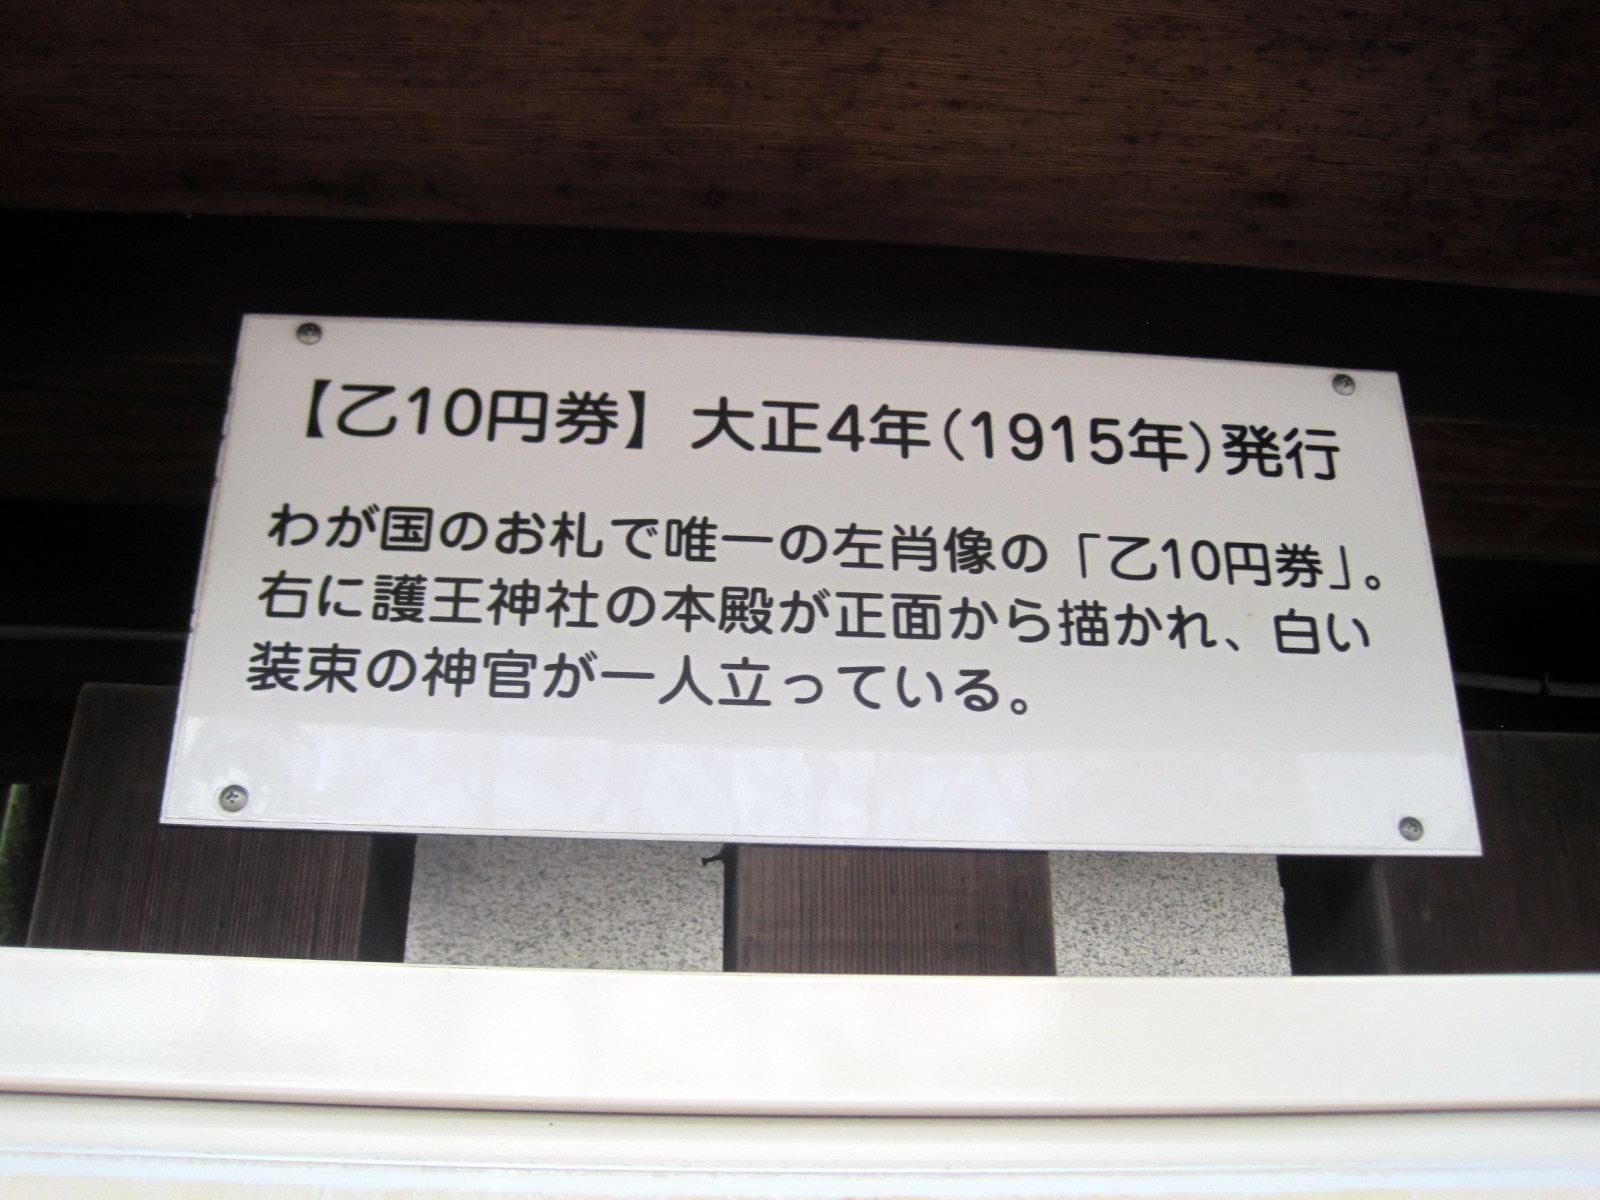 【乙10円券】 大正4年(1915年)発行
わが国のお札で唯一の左肖像の「乙10円券」。
右に護王神社の本殿が正面から描かれ、白い
装束の神官が一人立っている。